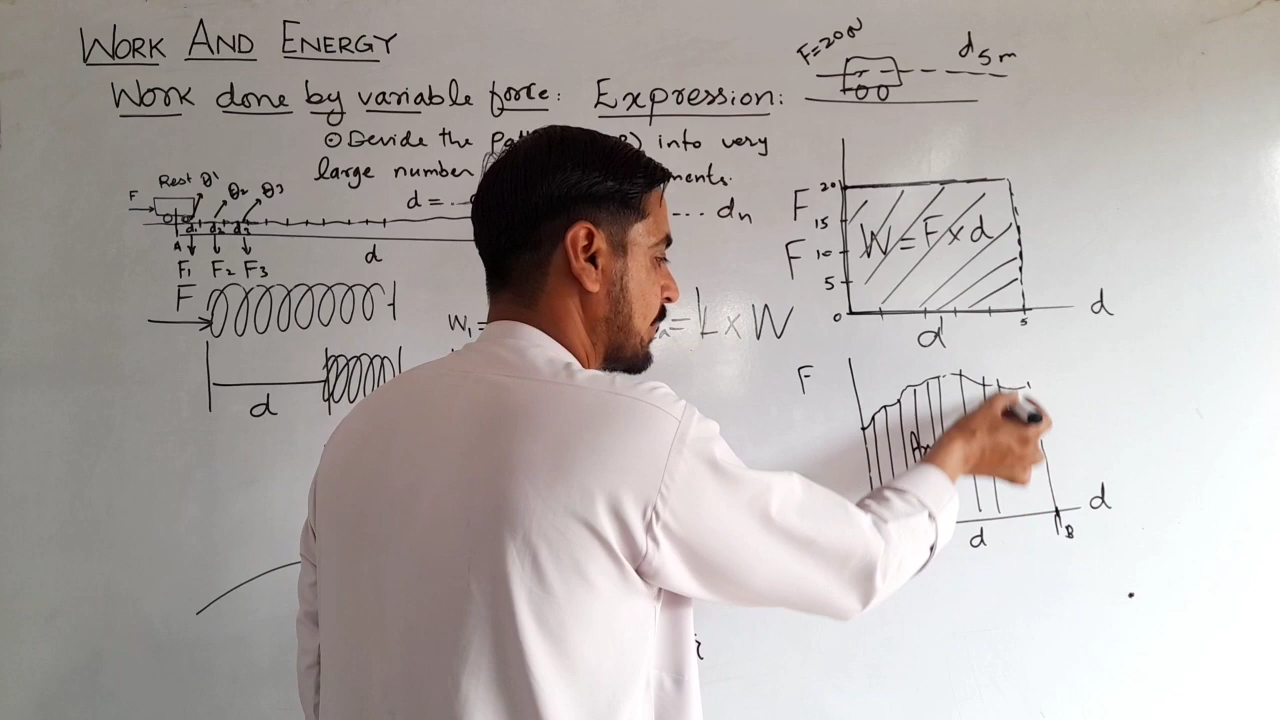 WORK AND ENERGY
Work done by variable force: Expression:
F=20N
d 5m
⊙ Devide the into very
large number ments.
d = ... ... dn
Rest θ1 θ2 θ3
F
d1 d2 d3
A
d
F1 F2 F3
F
d
W1 =
= L x W
F
F
20
15
10
5
0
W = F x d
5
d
d
F
d
d
B